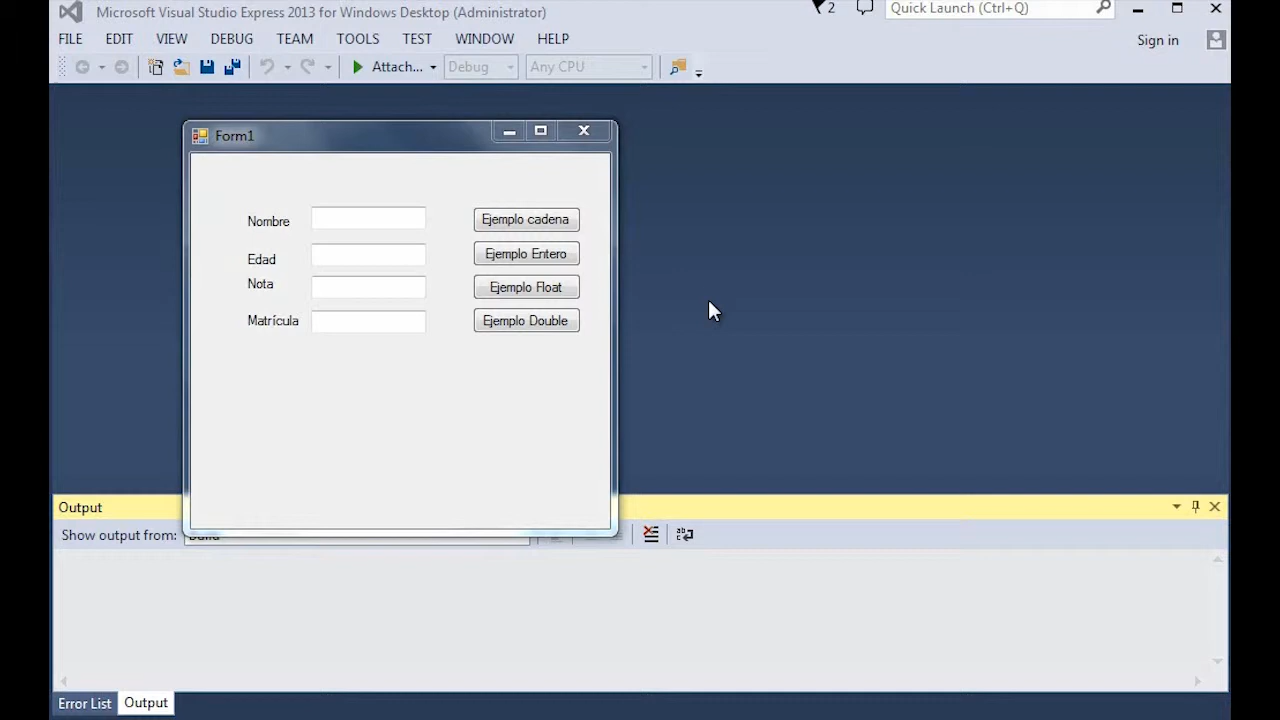 Microsoft Visual Studio Express 2013 for Windows Desktop (Administrator)
2
Quick Launch (Ctrl+Q)
FILE EDIT VIEW DEBUG TEAM TOOLS TEST WINDOW HELP
Sign in
Attach... Debug Any CPU
Form1
Nombre
Ejemplo cadena
Edad
Ejemplo Entero
Nota
Ejemplo Float
Matrícula
Ejemplo Double
Output
Show output from:
Error List Output